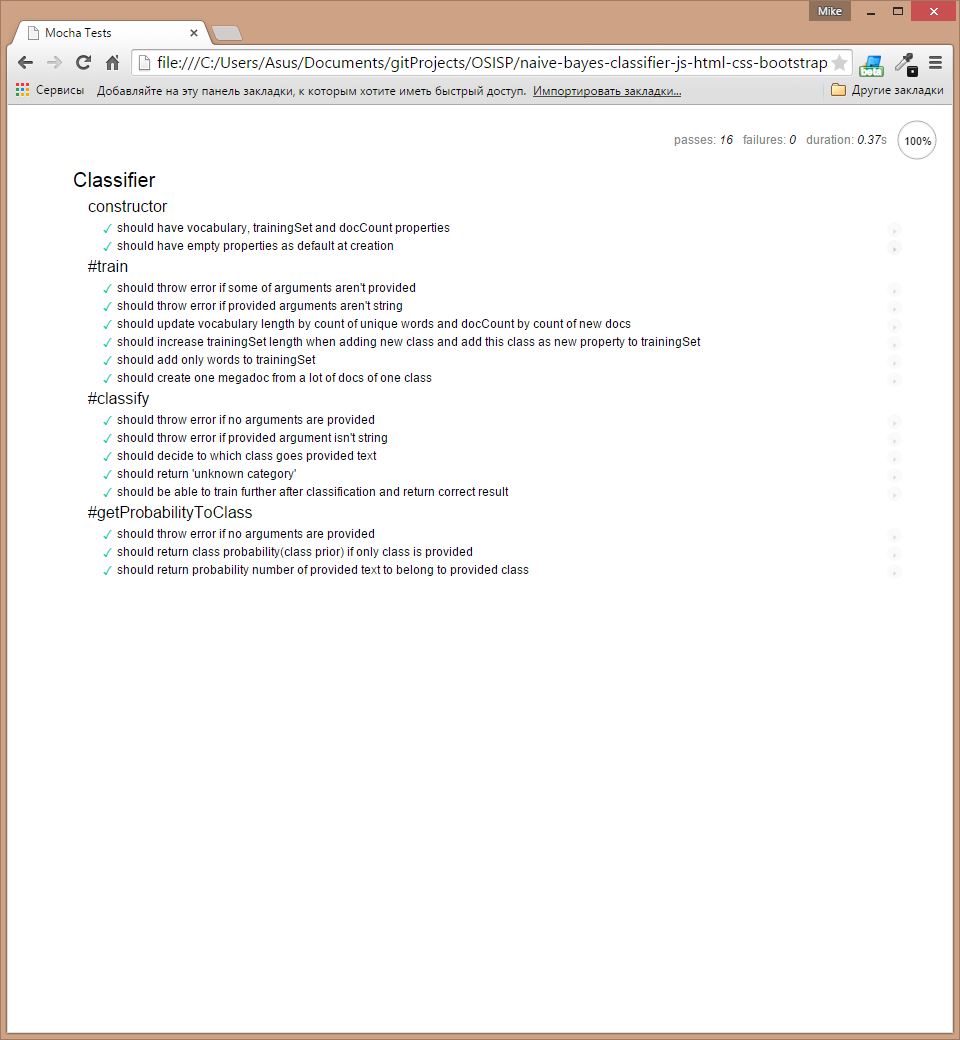 Mike
Mocha Tests
file:///C:/Users/Asus/Documents/gitProjects/OSISP/naive-bayes-classifier-js-html-css-bootstrap
beta
Сервисы Добавляйте на эту панель закладки, к которым хотите иметь быстрый доступ. Импортировать закладки... Другие закладки
passes: 16 failures: 0 duration: 0.37s 100%
Classifier
constructor
✓ should have vocabulary, trainingSet and docCount properties
✓ should have empty properties as default at creation
#train
✓ should throw error if some of arguments aren't provided
✓ should throw error if provided arguments aren't string
✓ should update vocabulary length by count of unique words and docCount by count of new docs
✓ should increase trainingSet length when adding new class and add this class as new property to trainingSet
✓ should add only words to trainingSet
✓ should create one megadoc from a lot of docs of one class
#classify
✓ should throw error if no arguments are provided
✓ should throw error if provided argument isn't string
✓ should decide to which class goes provided text
✓ should return 'unknown category'
✓ should be able to train further after classification and return correct result
#getProbabilityToClass
✓ should throw error if no arguments are provided
✓ should return class probability(class prior) if only class is provided
✓ should return probability number of provided text to belong to provided class